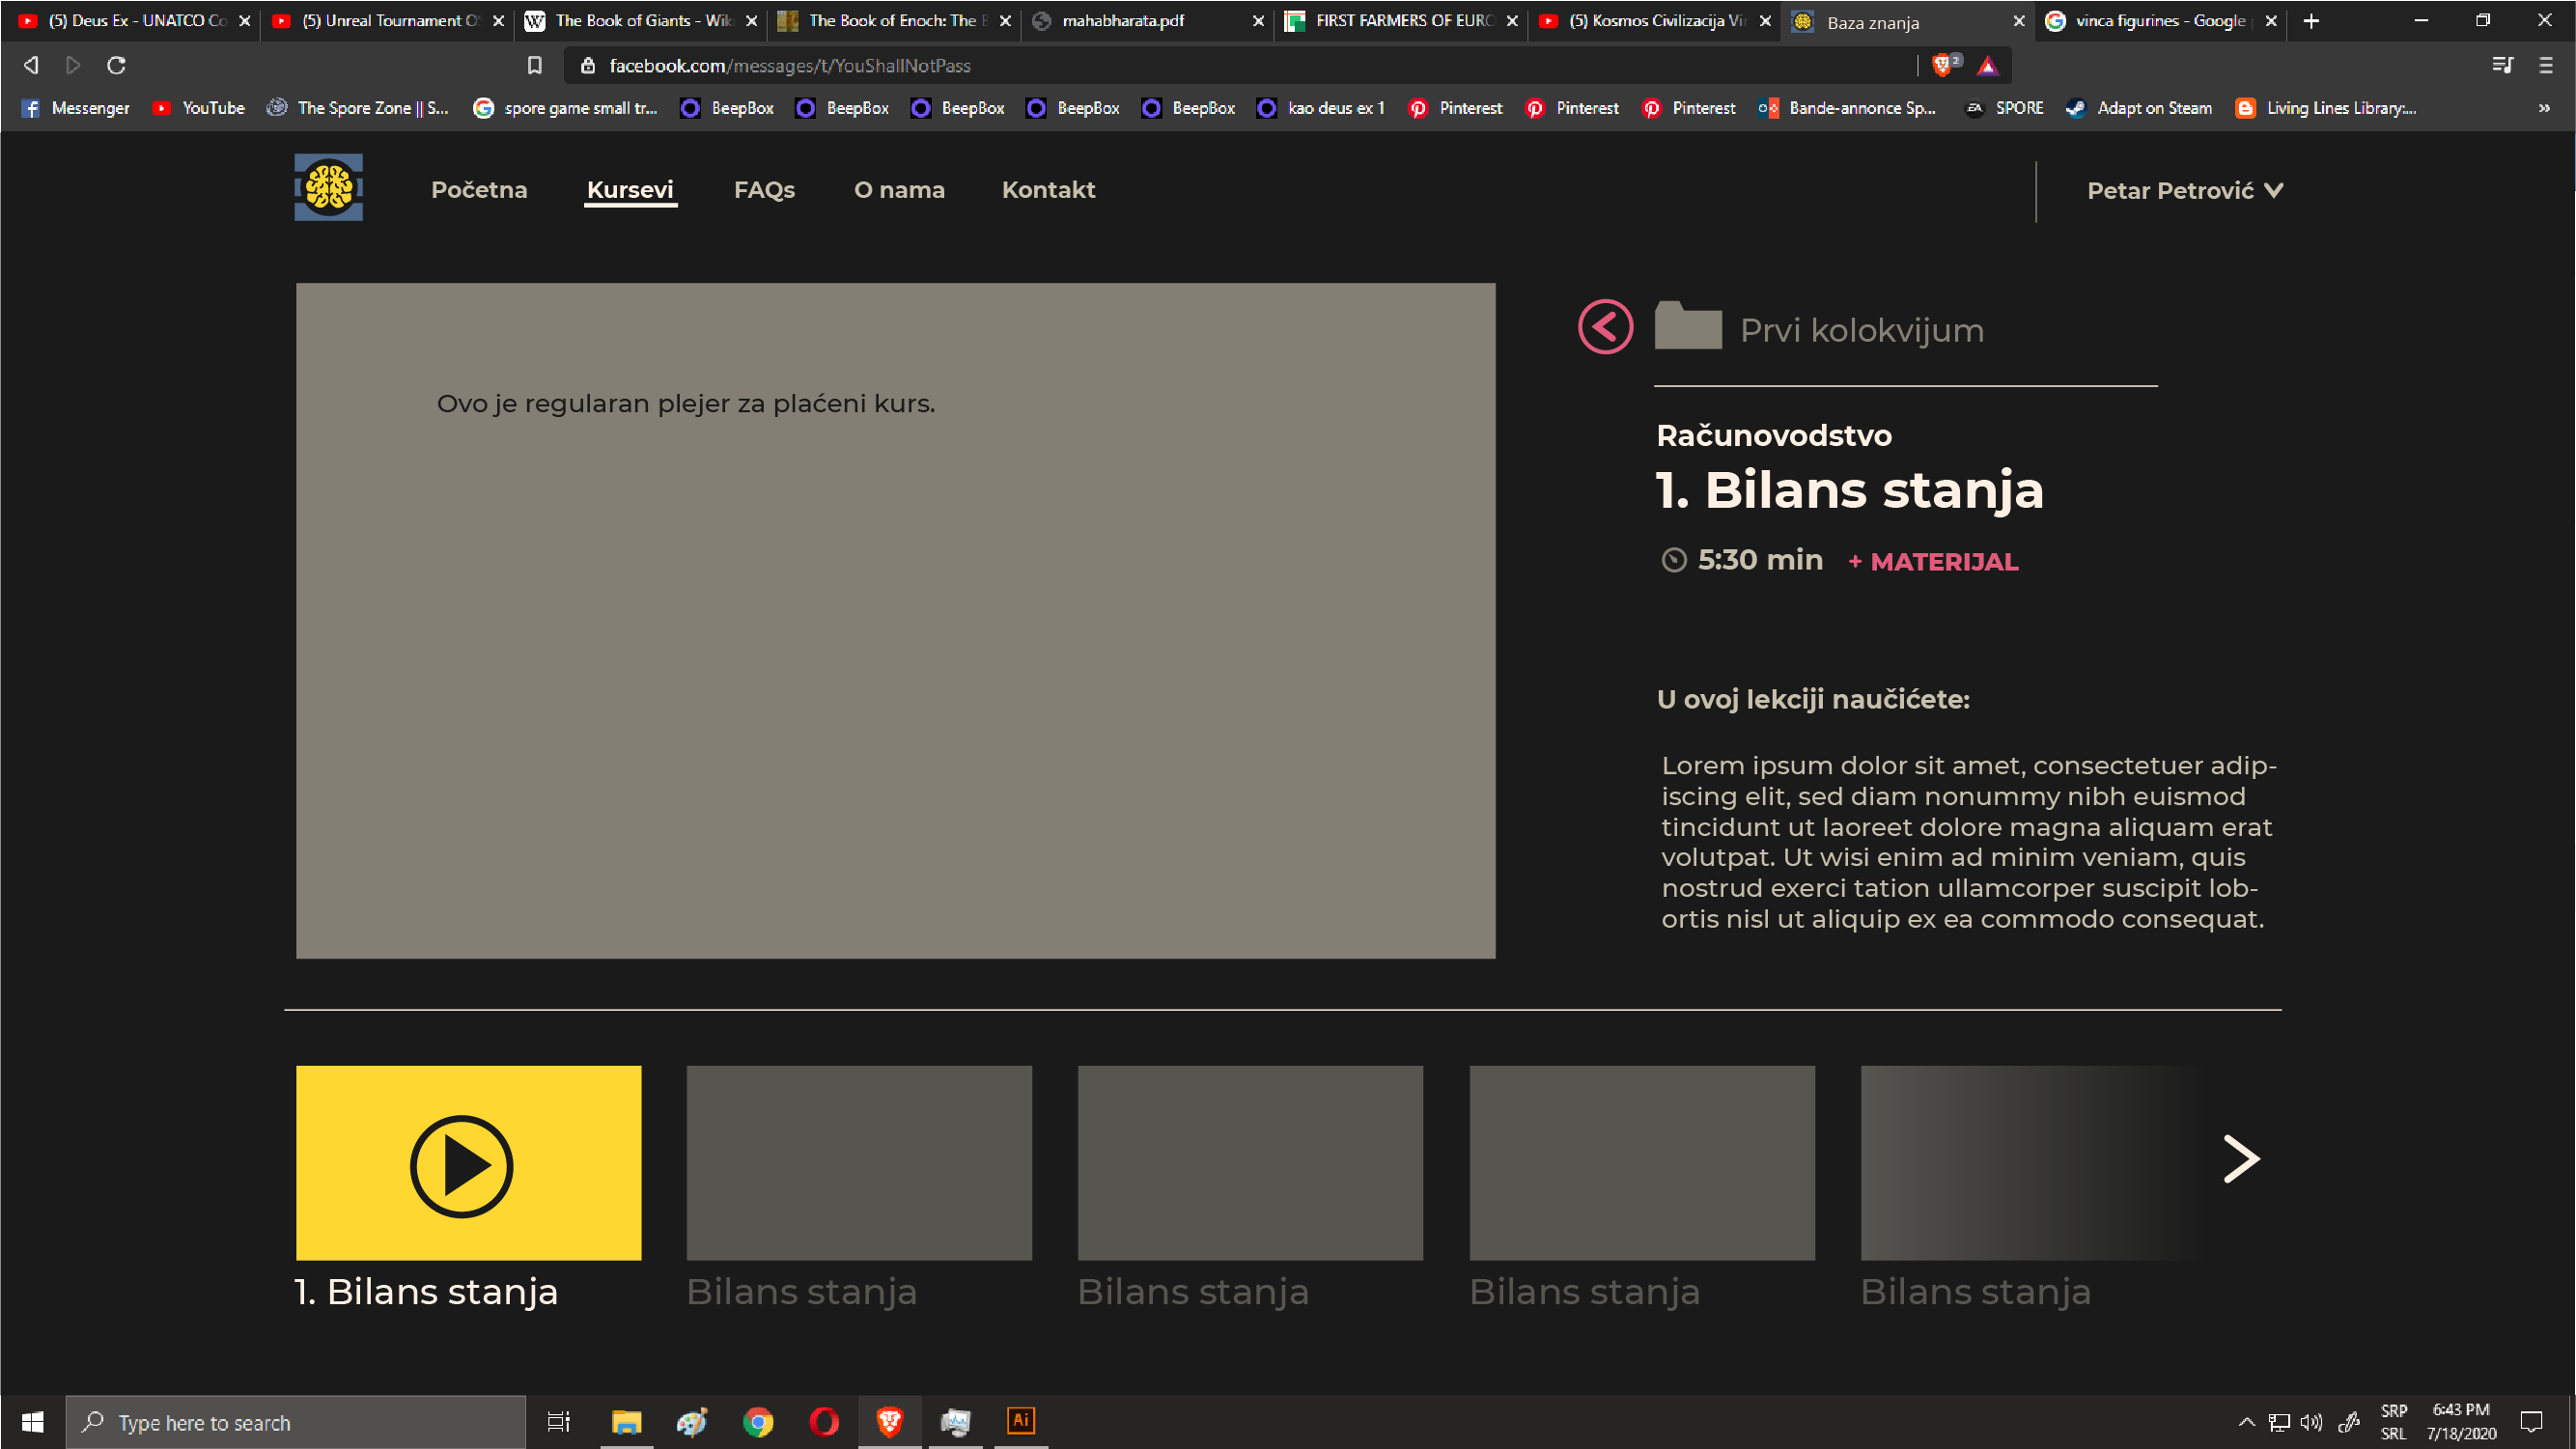 (5) Deus Ex - UNATCO Co
(5) Unreal Tournament O
The Book of Giants - Wiki
The Book of Enoch: The B
mahabharata.pdf
FIRST FARMERS OF EURO
(5) Kosmos Civilizacija Vin
Baza znanja
vinca figurines - Google
facebook.com/messages/t/YouShallNotPass
2
Messenger
YouTube
The Spore Zone || S...
spore game small tr...
BeepBox
BeepBox
BeepBox
BeepBox
BeepBox
kao deus ex 1
Pinterest
Pinterest
Pinterest
Bande-annonce Sp...
SPORE
Adapt on Steam
Living Lines Library:...
Početna
Kursevi
FAQs
O nama
Kontakt
Petar Petrović
Ovo je regularan plejer za plaćeni kurs.
Prvi kolokvijum
Računovodstvo
1. Bilans stanja
5:30 min
+ MATERIJAL
U ovoj lekciji naučićete:
Lorem ipsum dolor sit amet, consectetuer adip-
iscing elit, sed diam nonummy nibh euismod
tincidunt ut laoreet dolore magna aliquam erat
volutpat. Ut wisi enim ad minim veniam, quis
nostrud exerci tation ullamcorper suscipit lob-
ortis nisl ut aliquip ex ea commodo consequat.
1. Bilans stanja
Bilans stanja
Bilans stanja
Bilans stanja
Bilans stanja
Type here to search
Ai
SRP
SRL
6:43 PM
7/18/2020